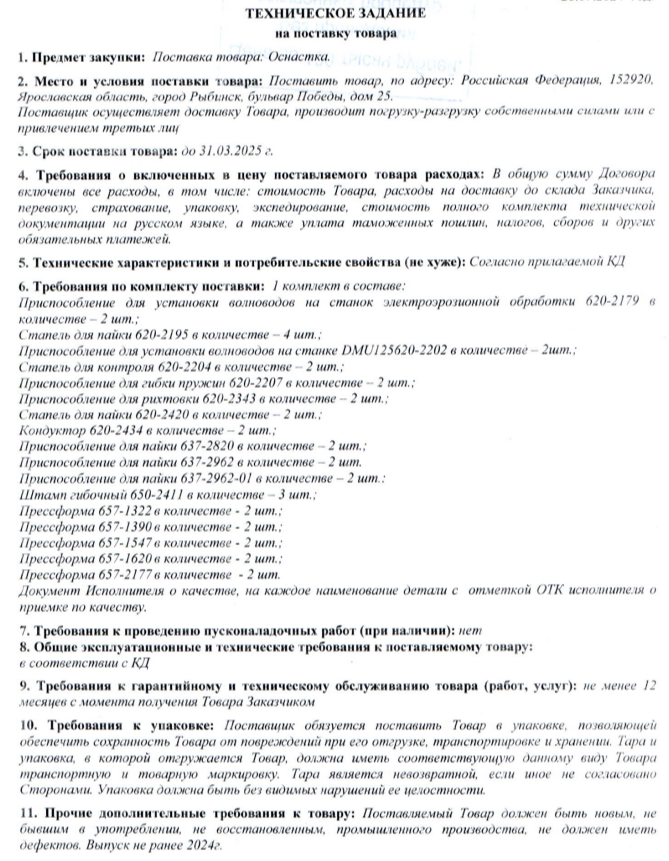 ТЕХНИЧЕСКОЕ ЗАДАНИЕ
на поставку товара
1. Предмет закупки: Поставка товара: Оснастка.
2. Место и условия поставки товара: Поставить товар, по адресу: Российская Федерация, 152920,
Ярославская область, город Рыбинск, бульвар Победы, дом 25.
Поставщик осуществляет доставку Товара, производит погрузку-разгрузку собственными силами или с
привлечением третьих лиц
3. Срок поставки товара: до 31.03.2025 г.
4. Требования о включенных в цену поставляемого товара расходах: В общую сумму Договора
включены все расходы, в том числе: стоимость Товара, расходы на доставку до склада Заказчика,
перевозку, страхование, упаковку, экспедирование, стоимость полного комплекта технической
документации на русском языке, а также уплата таможенных пошлин, налогов, сборов и других
обязательных платежей.
5. Технические характеристики и потребительские свойства (не хуже): Согласно прилагаемой КД
6. Требования по комплекту поставки: 1 комплект в составе:
Приспособление для установки волноводов на станок электроэрозионной обработки 620-2179 в
количестве – 2 шт.;
Стапель для пайки 620-2195 в количестве – 4 шт.;
Приспособление для установки волноводов на станке DMU125620-2202 в количестве – 2шт.;
Стапель для контроля 620-2204 в количестве – 2 шт.;
Приспособление для гибки пружин 620-2207 в количестве – 2 шт.;
Приспособление для рихтовки 620-2343 в количестве – 2 шт.;
Стапель для пайки 620-2420 в количестве – 2 шт.;
Кондуктор 620-2434 в количестве – 2 шт.;
Приспособление для пайки 637-2820 в количестве – 2 шт.;
Приспособление для пайки 637-2962 в количестве – 2 шт.
Приспособление для пайки 637-2962-01 в количестве – 2 шт.:
Штамп гибочный 650-2411 в количестве – 3 шт.;
Прессформа 657-1322 в количестве - 2 шт.;
Прессформа 657-1390 в количестве - 2 шт.;
Прессформа 657-1547 в количестве - 2 шт.;
Прессформа 657-1620 в количестве - 2 шт.;
Прессформа 657-2177 в количестве - 2 шт.
Документ Исполнителя о качестве, на каждое наименование детали с отметкой ОТК исполнителя о
приемке по качеству.
7. Требования к проведению пусконаладочных работ (при наличии): нет
8. Общие эксплуатационные и технические требования к поставляемому товару:
в соответствии с КД
9. Требования к гарантийному и техническому обслуживанию товара (работ, услуг): не менее 12
месяцев с момента получения Товара Заказчиком
10. Требования к упаковке: Поставщик обязуется поставить Товар в упаковке, позволяющей
обеспечить сохранность Товара от повреждений при его отгрузке, транспортировке и хранении. Тара и
упаковка, в которой отгружается Товар, должна иметь соответствующую данному виду Товара
транспортную и товарную маркировку. Тара является невозвратной, если иное не согласовано
Сторонами. Упаковка должна быть без видимых нарушений ее целостности.
11. Прочие дополнительные требования к товару: Поставляемый Товар должен быть новым, не
бывшим в употреблении, не восстановленным, промышленного производства, не должен иметь
дефектов. Выпуск не ранее 2024г.